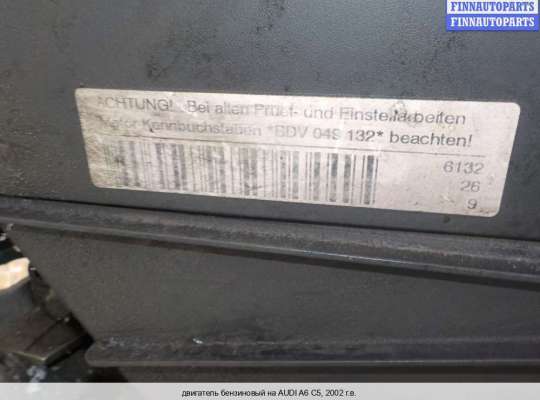 FINNAUTOPARTS
FINNAUTOPARTS
ACHTUNG! Bei allen Prüf- und Einstellarbeiten
Motor Kennbuchstaben *BDV 049 132* beachten!
6132
26
9
двигатель бензиновый на AUDI A6 C5, 2002 г.в.